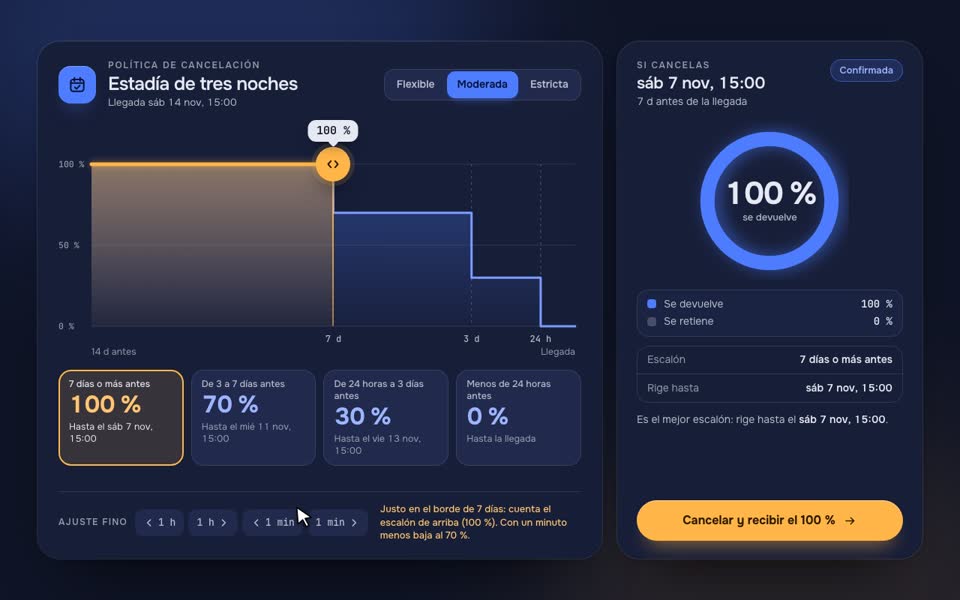 POLÍTICA DE CANCELACIÓN
Estadía de tres noches
Llegada sáb 14 nov, 15:00
Flexible
Moderada
Estricta
100 %
100 %
50 %
0 %
7 d
3 d
24 h
14 d antes
Llegada
7 días o más antes
100 %
Hasta el sáb 7 nov,
15:00
De 3 a 7 días antes
70 %
Hasta el mié 11 nov,
15:00
De 24 horas a 3 días
antes
30 %
Hasta el vie 13 nov,
15:00
Menos de 24 horas
antes
0 %
Hasta la llegada
AJUSTE FINO
1 h
1 h
1 min
1 min
Justo en el borde de 7 días: cuenta el
escalón de arriba (100 %). Con un minuto
menos baja al 70 %.
SI CANCELAS
sáb 7 nov, 15:00
7 d antes de la llegada
Confirmada
100 %
se devuelve
Se devuelve 100 %
Se retiene 0 %
Escalón 7 días o más antes
Rige hasta sáb 7 nov, 15:00
Es el mejor escalón: rige hasta el sáb 7 nov, 15:00.
Cancelar y recibir el 100 % →